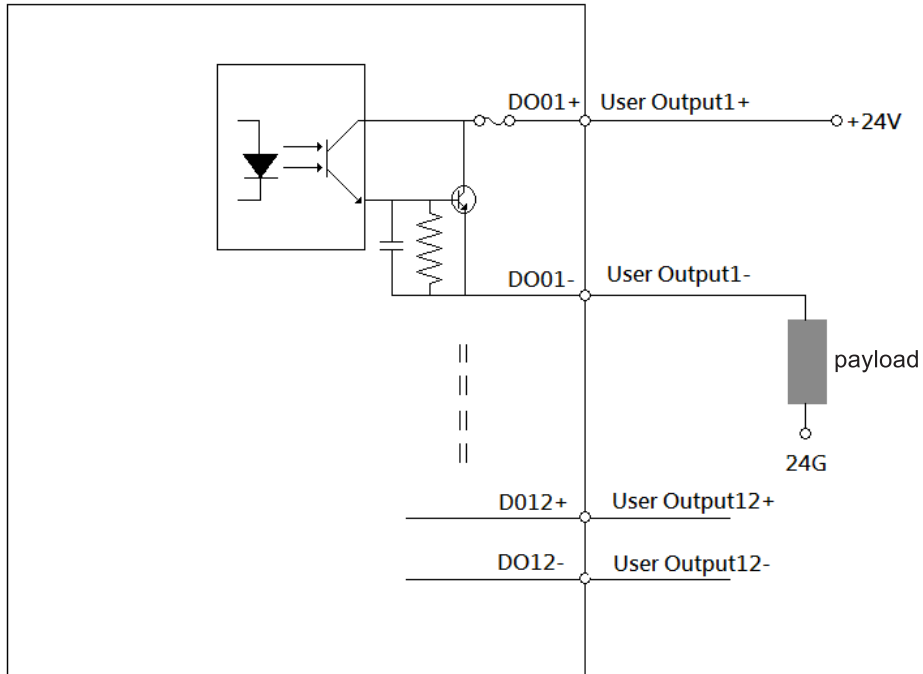 DO01+ User Output1+
+24V
DO01- User Output1-
payload
24G
D012+ User Output12+
DO12- User Output12-